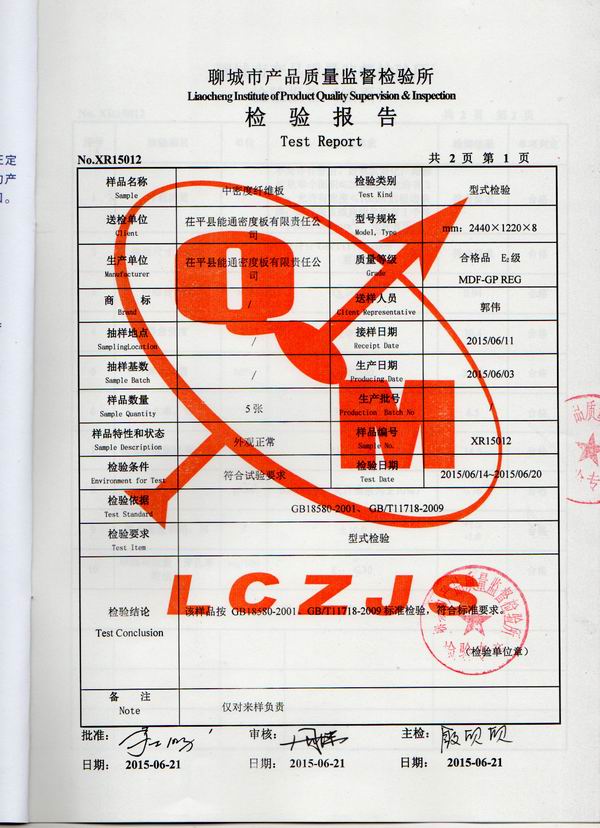 聊城市产品质量监督检验所
Liaocheng Institute of Product Quality Supervision & Inspection
检 验 报 告
Test Report
No.XR15012 共 2 页 第 1 页
样品名称 中密度纤维板 检验类别 型式检验
Sample Test Kind
送检单位 茌平县能通密度板有限责任公司 型号规格 mm: 2440×1220×8
Client Model, Type
生产单位 茌平县能通密度板有限责任公司 质量等级 合格品 E₂级
Manufacturer Grade MDF-GP REG
商 标 / 送样人员 郭伟
Brand Client Representative
抽样地点 / 接样日期 2015/06/11
SamplingLocation Receipt Date
抽样基数 / 生产日期 2015/06/03
Sample Batch Producing Date
样品数量 5 张 生产批号 /
Sample Quantity Production Batch No
样品特性和状态 外观正常 样品编号 XR15012
Sample Description Sample No.
检验条件 符合试验要求 检验日期 2015/06/14~2015/06/20
Environment for Test Test Date
检验依据 GB18580-2001、GB/T11718-2009
Test Standard
检验要求 型式检验
Test Item
QM
LCZJS
检验结论 该样品按 GB18580-2001、GB/T11718-2009 标准检验，符合标准要求。
Test Conclusion
（检验单位章）
备 注 仅对来样负责
Note
批准: 审核: 主检:
日期: 2015-06-21 日期: 2015-06-21 日期: 2015-06-21